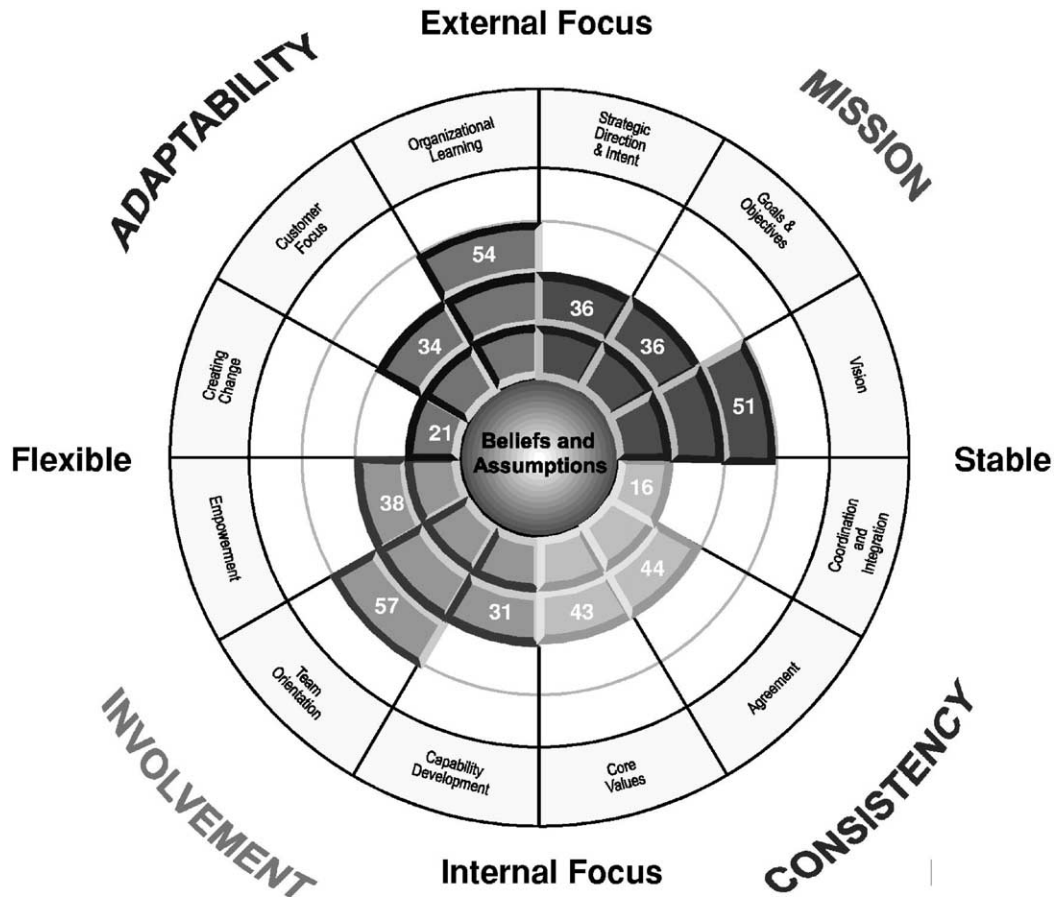 External Focus
ADAPTABILITY
MISSION
Organizational
Learning
Strategic
Direction
& Intent
Customer
Focus
Goals &
Objectives
Creating
Change
Vision
54
36
34
36
51
21
Beliefs and
Assumptions
Flexible
Stable
38
16
57
31
43
44
Empowerment
Coordination
and
Integration
Team
Orientation
Agreement
Capability
Development
Core
Values
INVOLVEMENT
CONSISTENCY
Internal Focus